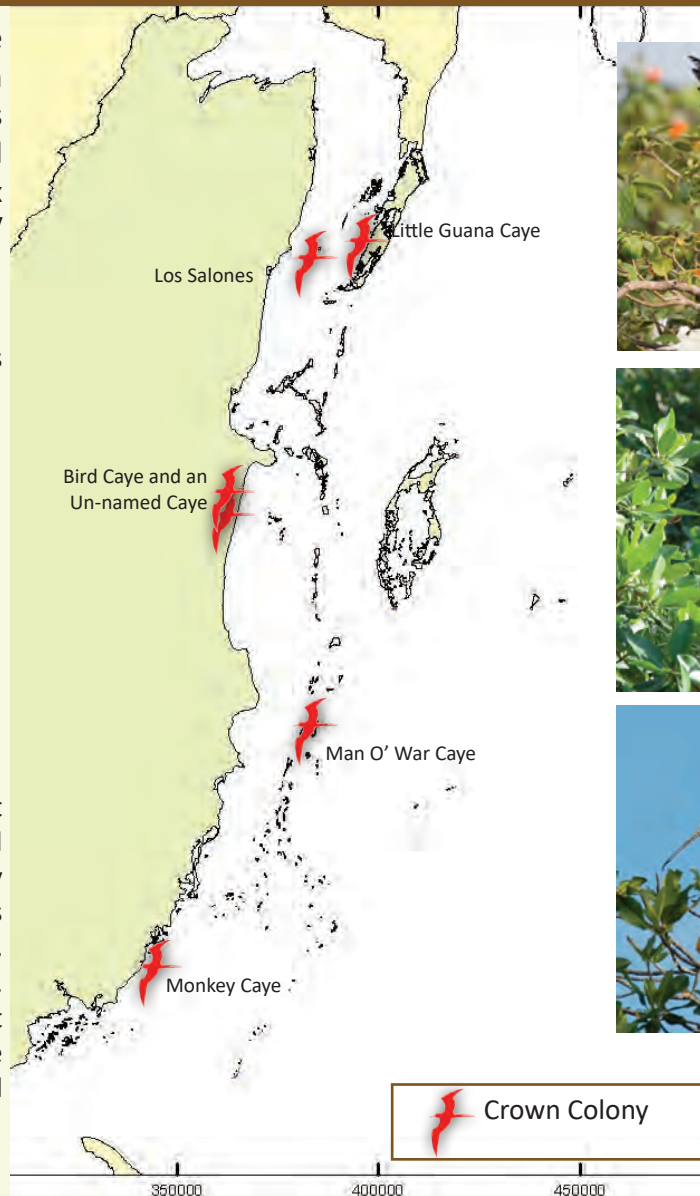 Little Guana Caye
Los Salones
Bird Caye and an
Un-named Caye
Man O' War Caye
Monkey Caye
Crown Colony
350000
400000
450000